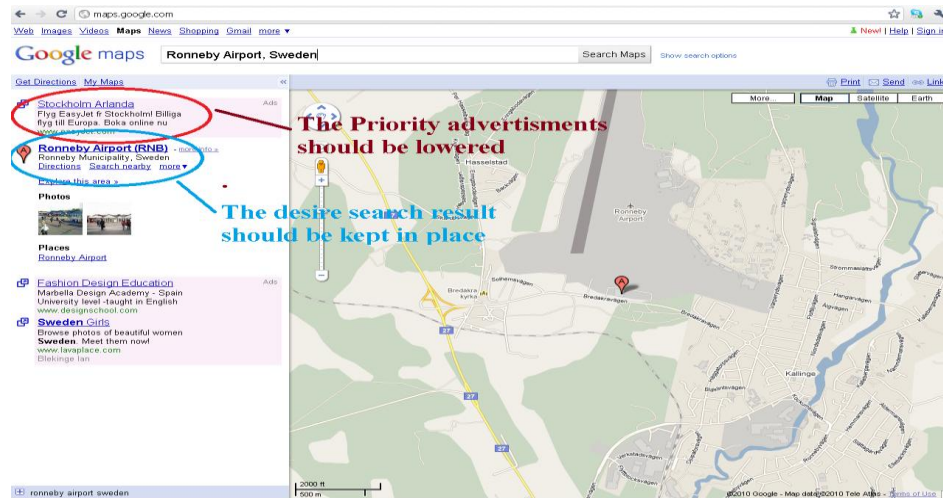 maps.google.com
Web Images Videos Maps News Shopping Gmail more ▼
New! | Help | Sign in
Google maps
Ronneby Airport, Sweden
Search Maps
Show search options
Get Directions My Maps
«
Print Send Link
Stockholm Arlanda
Ads
Flyg EasyJet fr Stockholm! Billiga
flyg till Europa. Boka online nu
www.easyjet.com
Ronneby Airport (RNB) - more info »
Ronneby Municipality, Sweden
Directions Search nearby more ▼
Explore this area »
Photos
Places
Ronneby Airport
Fashion Design Education
Ads
Marbella Design Academy - Spain
University level -taught in English
www.designschool.com
Sweden Girls
Browse photos of beautiful women
Sweden. Meet them now!
www.lavaplace.com
Blekinge lan
ronneby airport sweden
The Priority advertisments
should be lowered
The desire search result
should be kept in place
More...
Map
Satellite
Earth
Hasselstad
Ronneby
Airport
A
A
Bredåkra
kyrka
Bredåkravägen
Bredåkravägen
Kallinge
27
27
27
2000 ft
500 m
©2010 Google - Map data ©2010 Tele Atlas - Terms of Use